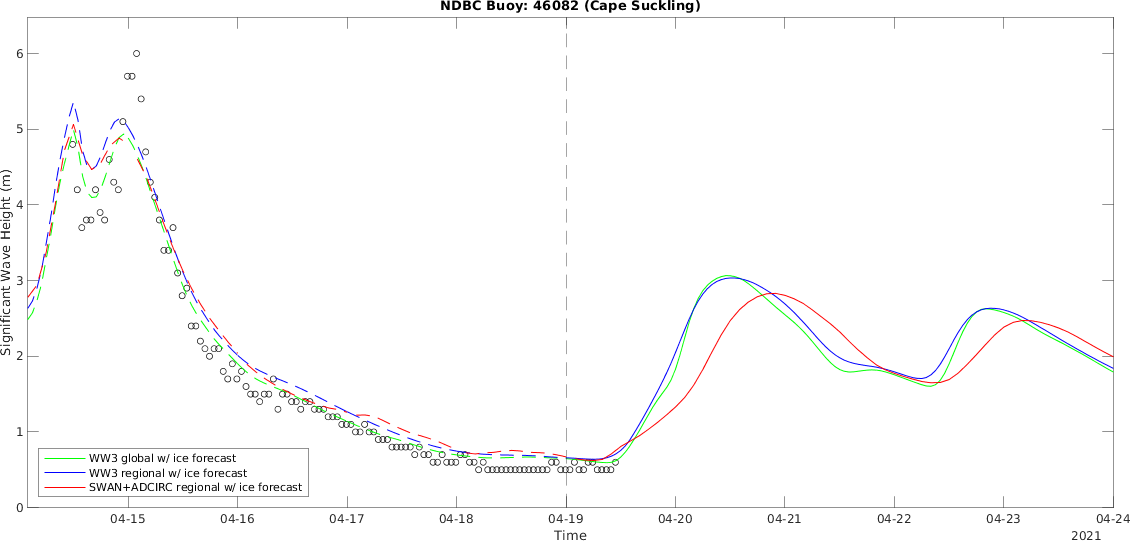 NDBC Buoy: 46082 (Cape Suckling)
6
5
4
3
2
1
0
Significant Wave Height (m)
WW3 global w/ ice forecast
WW3 regional w/ ice forecast
SWAN+ADCIRC regional w/ ice forecast
04-15 04-16 04-17 04-18 04-19 04-20 04-21 04-22 04-23 04-24
Time
2021